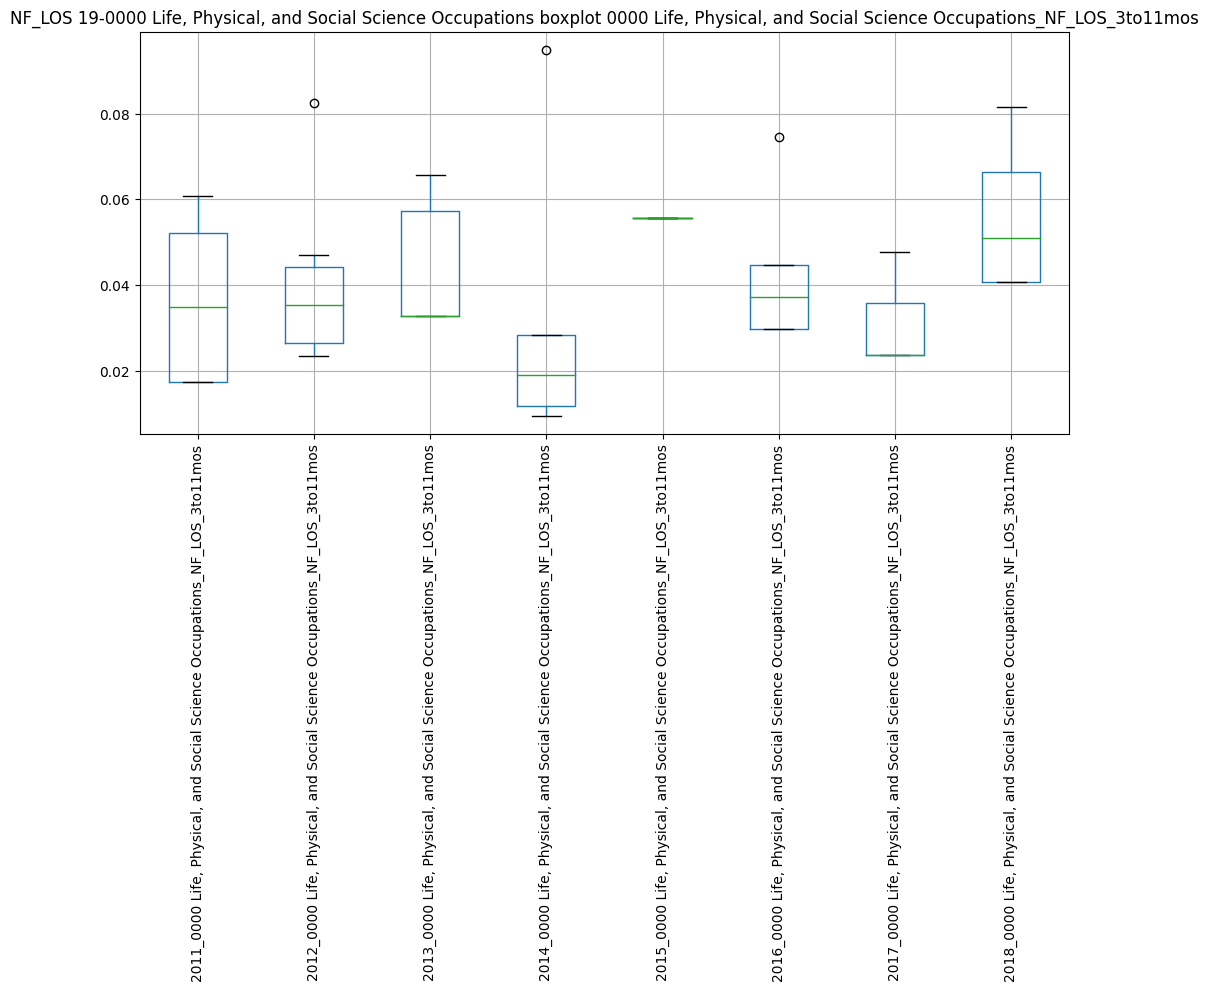 NF_LOS 19-0000 Life, Physical, and Social Science Occupations boxplot 0000 Life, Physical, and Social Science Occupations_NF_LOS_3to11mos
0.08
0.06
0.04
0.02
2011_0000 Life, Physical, and Social Science Occupations_NF_LOS_3to11mos
2012_0000 Life, Physical, and Social Science Occupations_NF_LOS_3to11mos
2013_0000 Life, Physical, and Social Science Occupations_NF_LOS_3to11mos
2014_0000 Life, Physical, and Social Science Occupations_NF_LOS_3to11mos
2015_0000 Life, Physical, and Social Science Occupations_NF_LOS_3to11mos
2016_0000 Life, Physical, and Social Science Occupations_NF_LOS_3to11mos
2017_0000 Life, Physical, and Social Science Occupations_NF_LOS_3to11mos
2018_0000 Life, Physical, and Social Science Occupations_NF_LOS_3to11mos